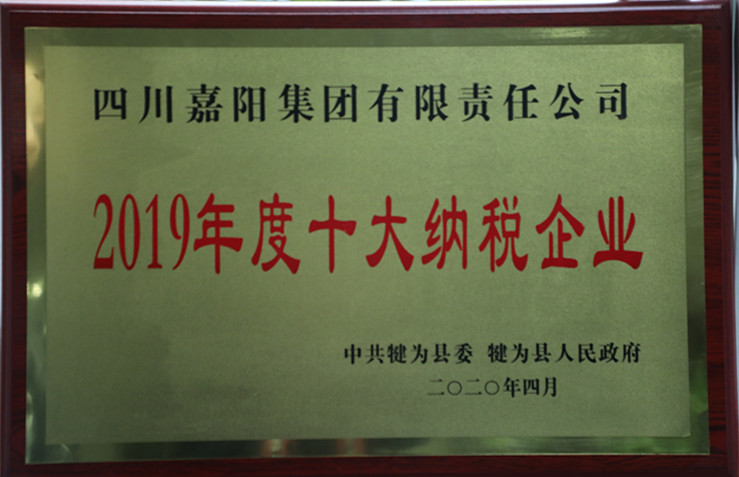 四川嘉阳集团有限责任公司
2019年度十大纳税企业
中共犍为县委 犍为县人民政府
二〇二〇年四月